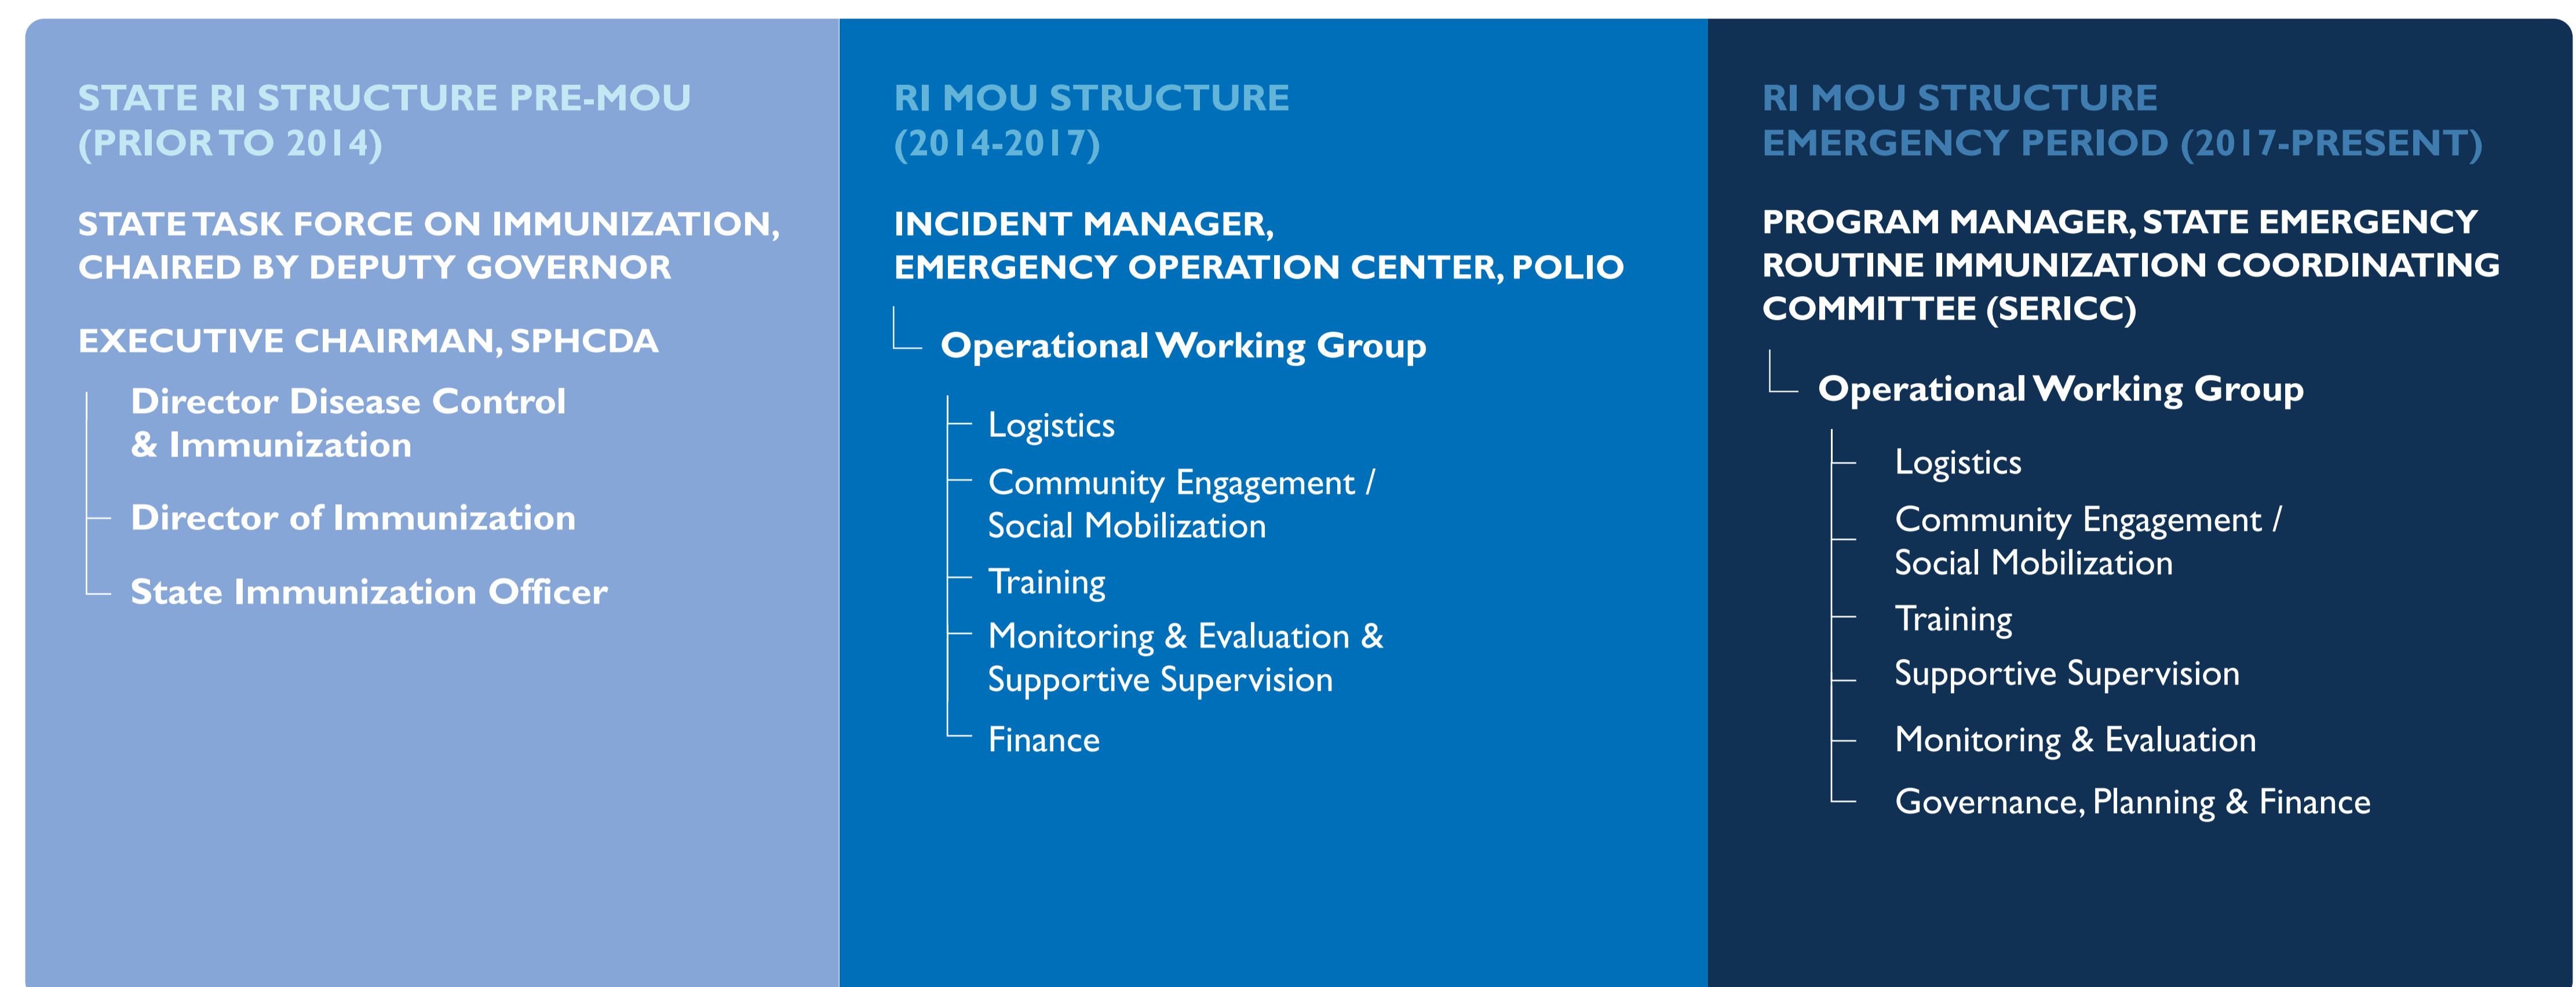 STATE RI STRUCTURE PRE-MOU
(PRIOR TO 2014)
STATE TASK FORCE ON IMMUNIZATION,
CHAIRED BY DEPUTY GOVERNOR
EXECUTIVE CHAIRMAN, SPHCDA
Director Disease Control
& Immunization
Director of Immunization
State Immunization Officer
RI MOU STRUCTURE
(2014-2017)
INCIDENT MANAGER,
EMERGENCY OPERATION CENTER, POLIO
Operational Working Group
Logistics
Community Engagement /
Social Mobilization
Training
Monitoring & Evaluation &
Supportive Supervision
Finance
RI MOU STRUCTURE
EMERGENCY PERIOD (2017-PRESENT)
PROGRAM MANAGER, STATE EMERGENCY
ROUTINE IMMUNIZATION COORDINATING
COMMITTEE (SERICC)
Operational Working Group
Logistics
Community Engagement /
Social Mobilization
Training
Supportive Supervision
Monitoring & Evaluation
Governance, Planning & Finance